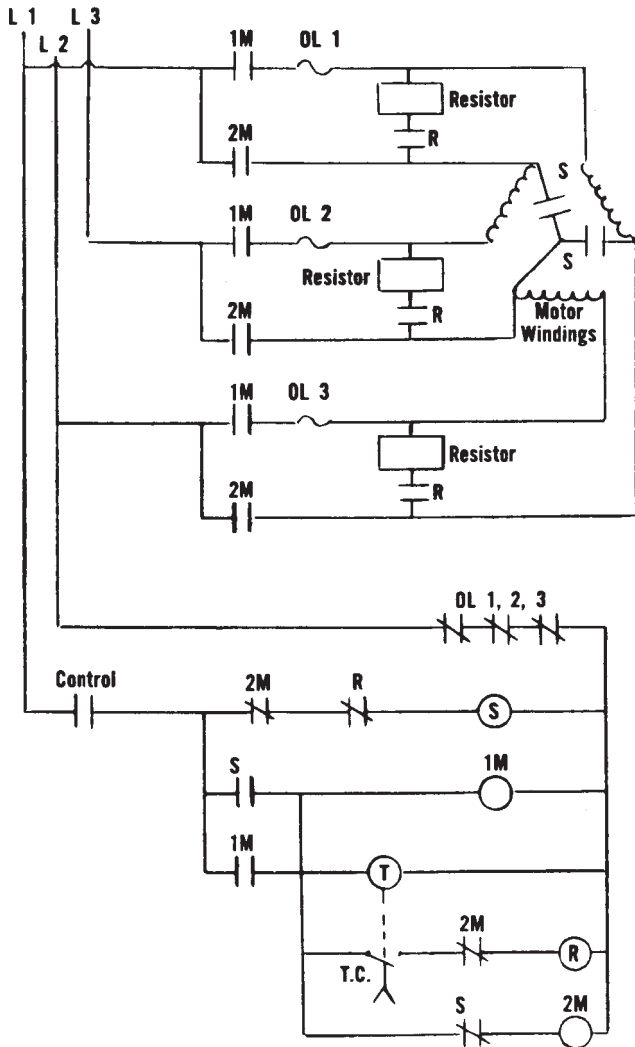 L 1
L 2
L 3
1M
OL 1
Resistor
R
2M
S
1M
OL 2
Resistor
S
R
2M
Motor
Windings
1M
OL 3
Resistor
R
2M
OL 1, 2, 3
Control
2M
R
S
S
1M
1M
T
2M
R
T.C.
S
2M